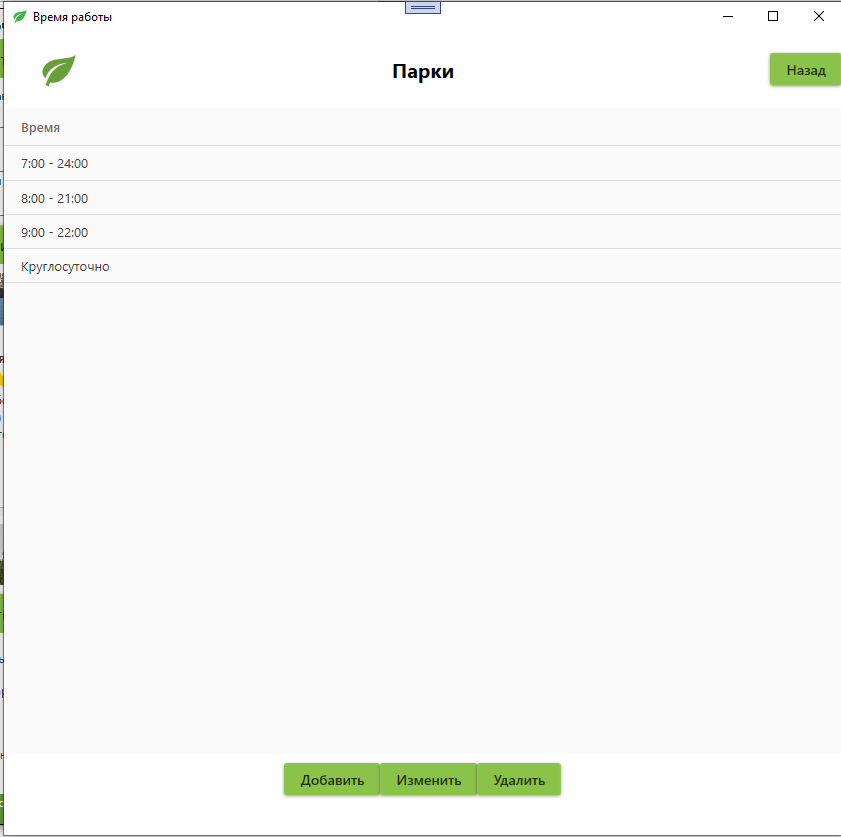 Время работы
Парки
Назад
Время
7:00 - 24:00
8:00 - 21:00
9:00 - 22:00
Круглосуточно
Добавить Изменить Удалить